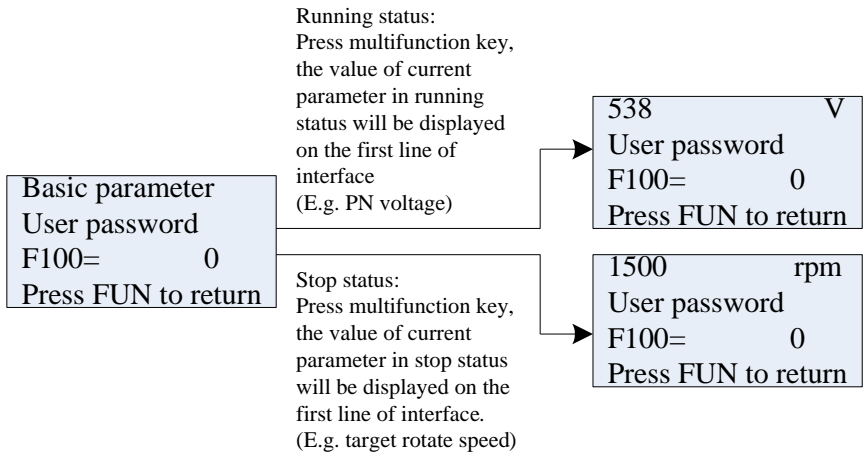 Running status:
Press multifunction key,
the value of current
parameter in running
status will be displayed
on the first line of
interface
(E.g. PN voltage)
Basic parameter
User password
F100= 0
Press FUN to return
538 V
User password
F100= 0
Press FUN to return
Stop status:
Press multifunction key,
the value of current
parameter in stop status
will be displayed on the
first line of interface.
(E.g. target rotate speed)
1500 rpm
User password
F100= 0
Press FUN to return